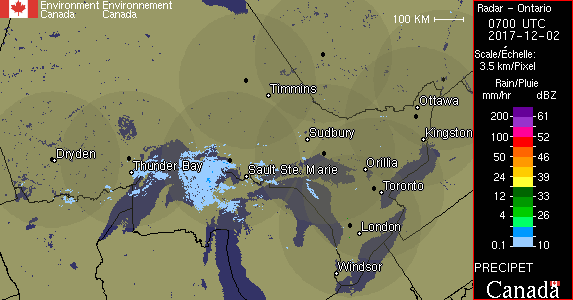 Environment Environnement
Canada Canada
100 KM
Timmins
Ottawa
Sudbury
Kingston
Dryden
Thunder Bay
Sault Ste. Marie
Orillia
Toronto
London
Windsor
Radar - Ontario
0700 UTC
2017-12-02
Scale/Échelle:
3.5 km/Pixel
Rain/Pluie
mm/hr dBZ
200 61
100 52
50 46
24 39
12 33
4 26
0.1 10
PRECIPET
Canada